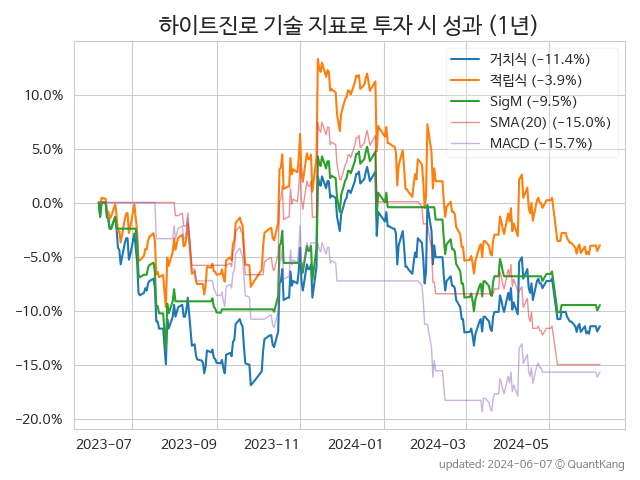 하이트진로 기술 지표로 투자 시 성과 (1년)
거치식 (−11.4%)
적립식 (−3.9%)
SigM (−9.5%)
SMA(20) (−15.0%)
MACD (−15.7%)
10.0%
5.0%
0.0%
−5.0%
−10.0%
−15.0%
−20.0%
2023−07 2023−09 2023−11 2024−01 2024−03 2024−05
updated: 2024−06−07 © QuantKang